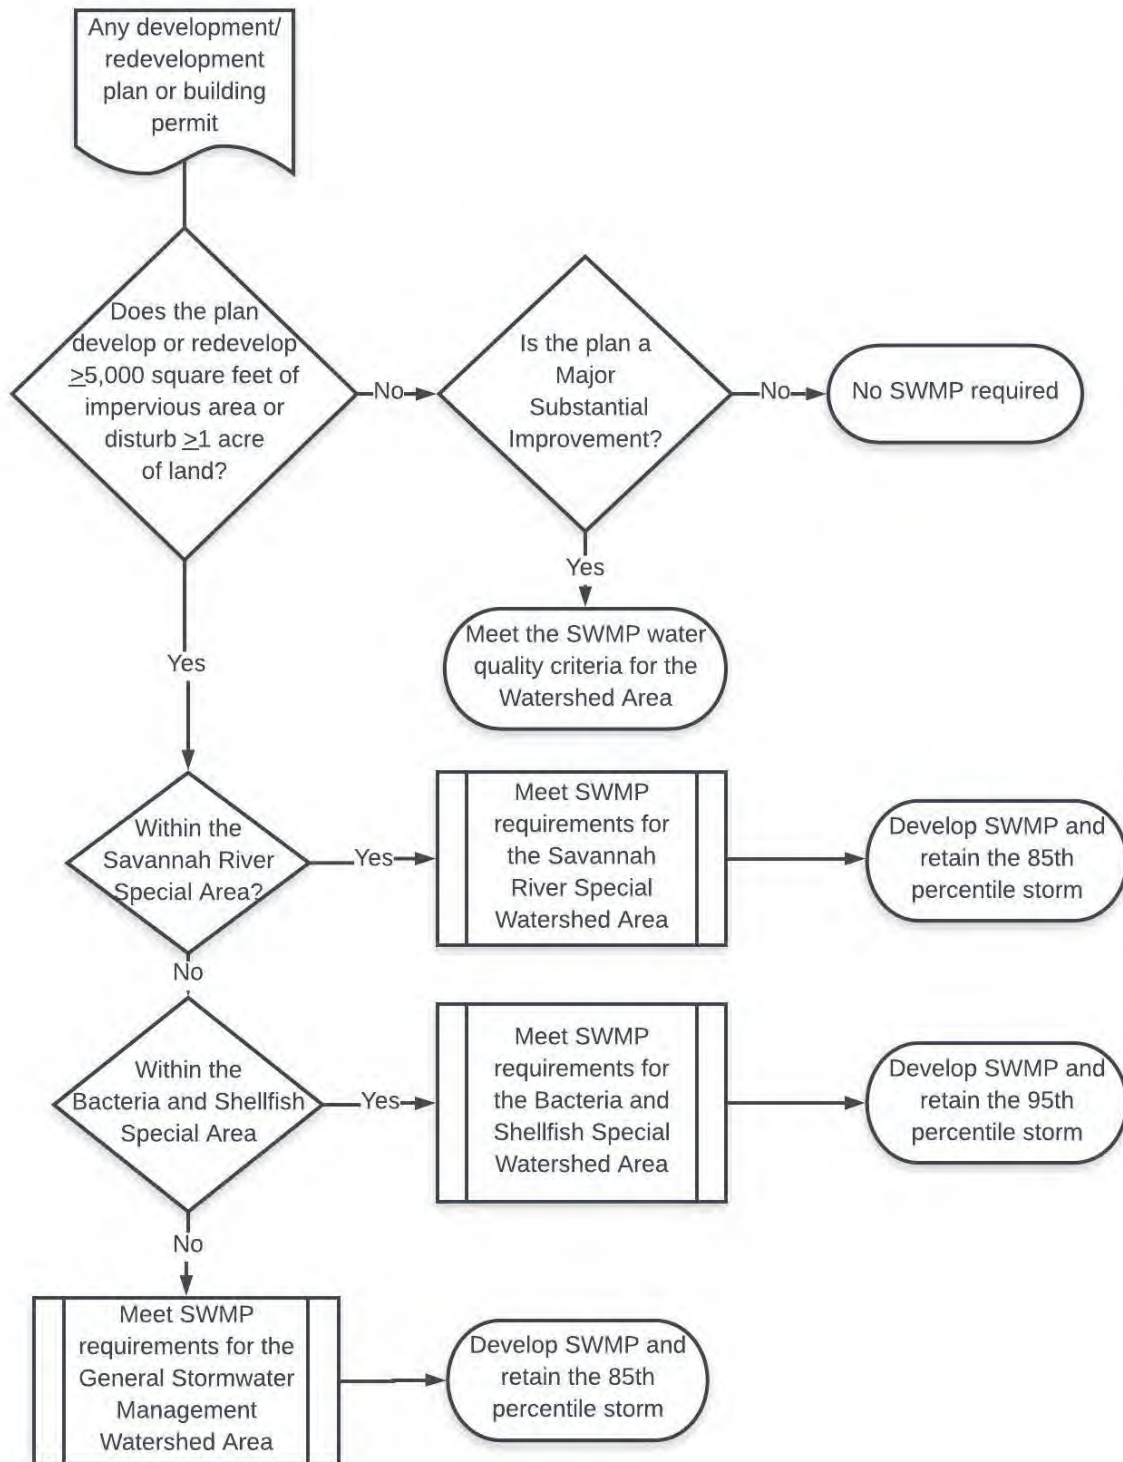 Any development/
redevelopment
plan or building
permit
Does the plan
develop or redevelop
≥5,000 square feet of
impervious area or
disturb ≥1 acre
of land?
No
Is the plan a
Major
Substantial
Improvement?
No
No SWMP required
Yes
Meet the SWMP water
quality criteria for the
Watershed Area
Yes
Within the
Savannah River
Special Area?
Yes
Meet SWMP
requirements for
the Savannah
River Special
Watershed Area
Develop SWMP and
retain the 85th
percentile storm
No
Within the
Bacteria and Shellfish
Special Area
Yes
Meet SWMP
requirements for
the Bacteria and
Shellfish Special
Watershed Area
Develop SWMP and
retain the 95th
percentile storm
No
Meet SWMP
requirements for the
General Stormwater
Management
Watershed Area
Develop SWMP and
retain the 85th
percentile storm